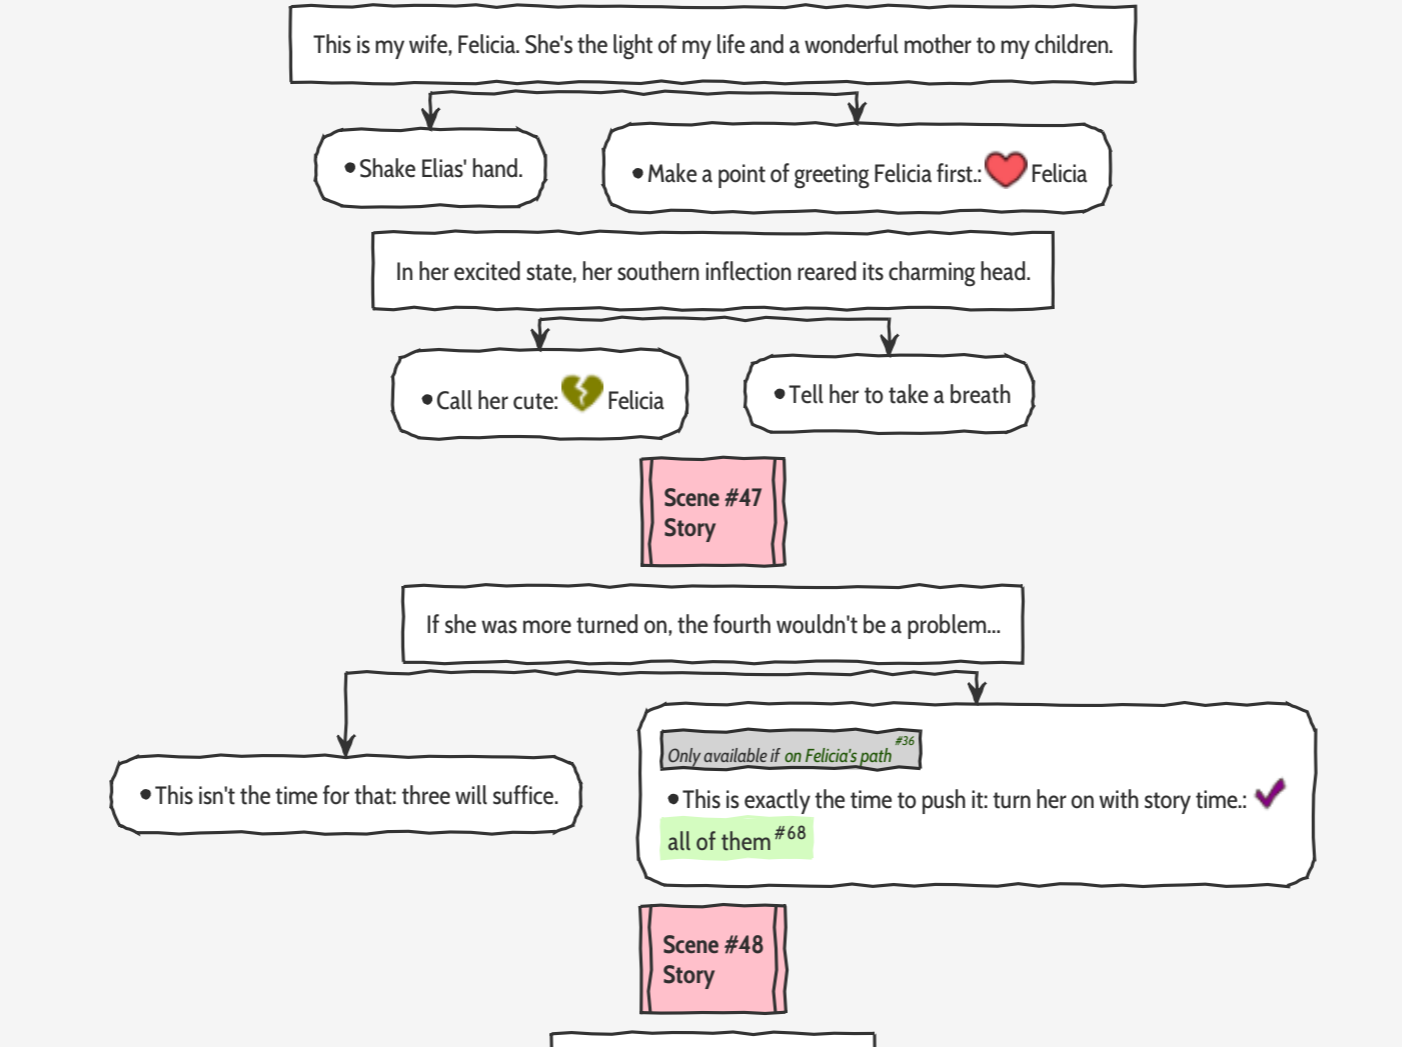 This is my wife, Felicia. She's the light of my life and a wonderful mother to my children.
•Shake Elias' hand.
•Make a point of greeting Felicia first.: Felicia
In her excited state, her southern inflection reared its charming head.
•Call her cute: Felicia
•Tell her to take a breath
Scene #47
Story
If she was more turned on, the fourth wouldn't be a problem...
•This isn't the time for that: three will suffice.
Only available if on Felicia's path #36
•This is exactly the time to push it: turn her on with story time.:
all of them #68
Scene #48
Story